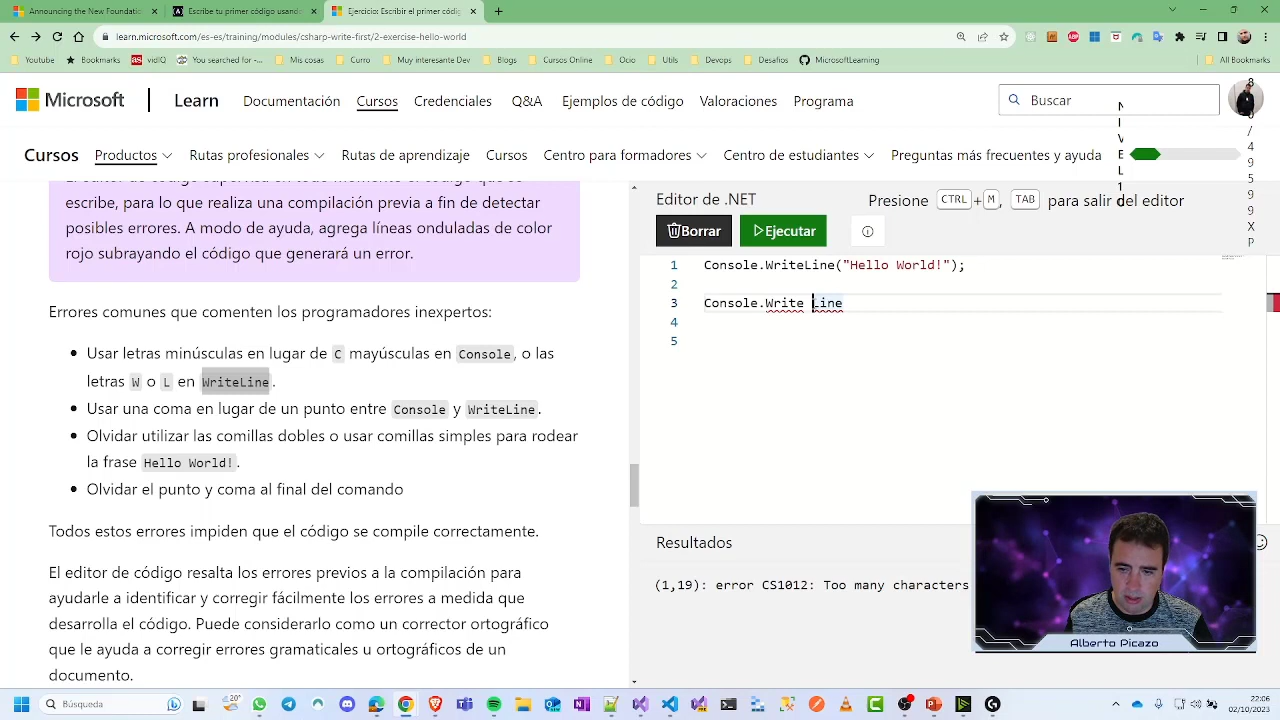 Announcing the New Foundatio
Escribe tu primer código usando
Ejercicio: Escribir el primer códig
learn.microsoft.com/es-es/training/modules/csharp-write-first/2-exercise-hello-world
Youtube
Bookmarks
vidIQ
You searched for -...
Mis cosas
Curro
Muy interesante Dev
Blogs
Cursos Online
Ocio
Utils
Devops
Desafios
MicrosoftLearning
All Bookmarks
Microsoft
Learn
Documentación
Cursos
Credenciales
Q&A
Ejemplos de código
Valoraciones
Programa
Buscar
Cursos
Productos
Rutas profesionales
Rutas de aprendizaje
Cursos
Centro para formadores
Centro de estudiantes
Preguntas más frecuentes y ayuda
escribe, para lo que realiza una compilación previa a fin de detectar
posibles errores. A modo de ayuda, agrega líneas onduladas de color
rojo subrayando el código que generará un error.
Errores comunes que comenten los programadores inexpertos:
Usar letras minúsculas en lugar de C mayúsculas en Console, o las
letras W o L en WriteLine.
Usar una coma en lugar de un punto entre Console y WriteLine.
Olvidar utilizar las comillas dobles o usar comillas simples para rodear
la frase Hello World!.
Olvidar el punto y coma al final del comando
Todos estos errores impiden que el código se compile correctamente.
El editor de código resalta los errores previos a la compilación para
ayudarle a identificar y corregir fácilmente los errores a medida que
desarrolla el código. Puede considerarlo como un corrector ortográfico
que le ayuda a corregir errores gramaticales u ortográficos de un
documento.
Editor de .NET
Presione CTRL+M, TAB para salir del editor
Borrar
Ejecutar
1 Console.WriteLine("Hello World!");
2
3 Console.Write Line
4
5
Resultados
(1,19): error CS1012: Too many characters
Alberto Picazo
Búsqueda
20°
22:06
02/10/2023